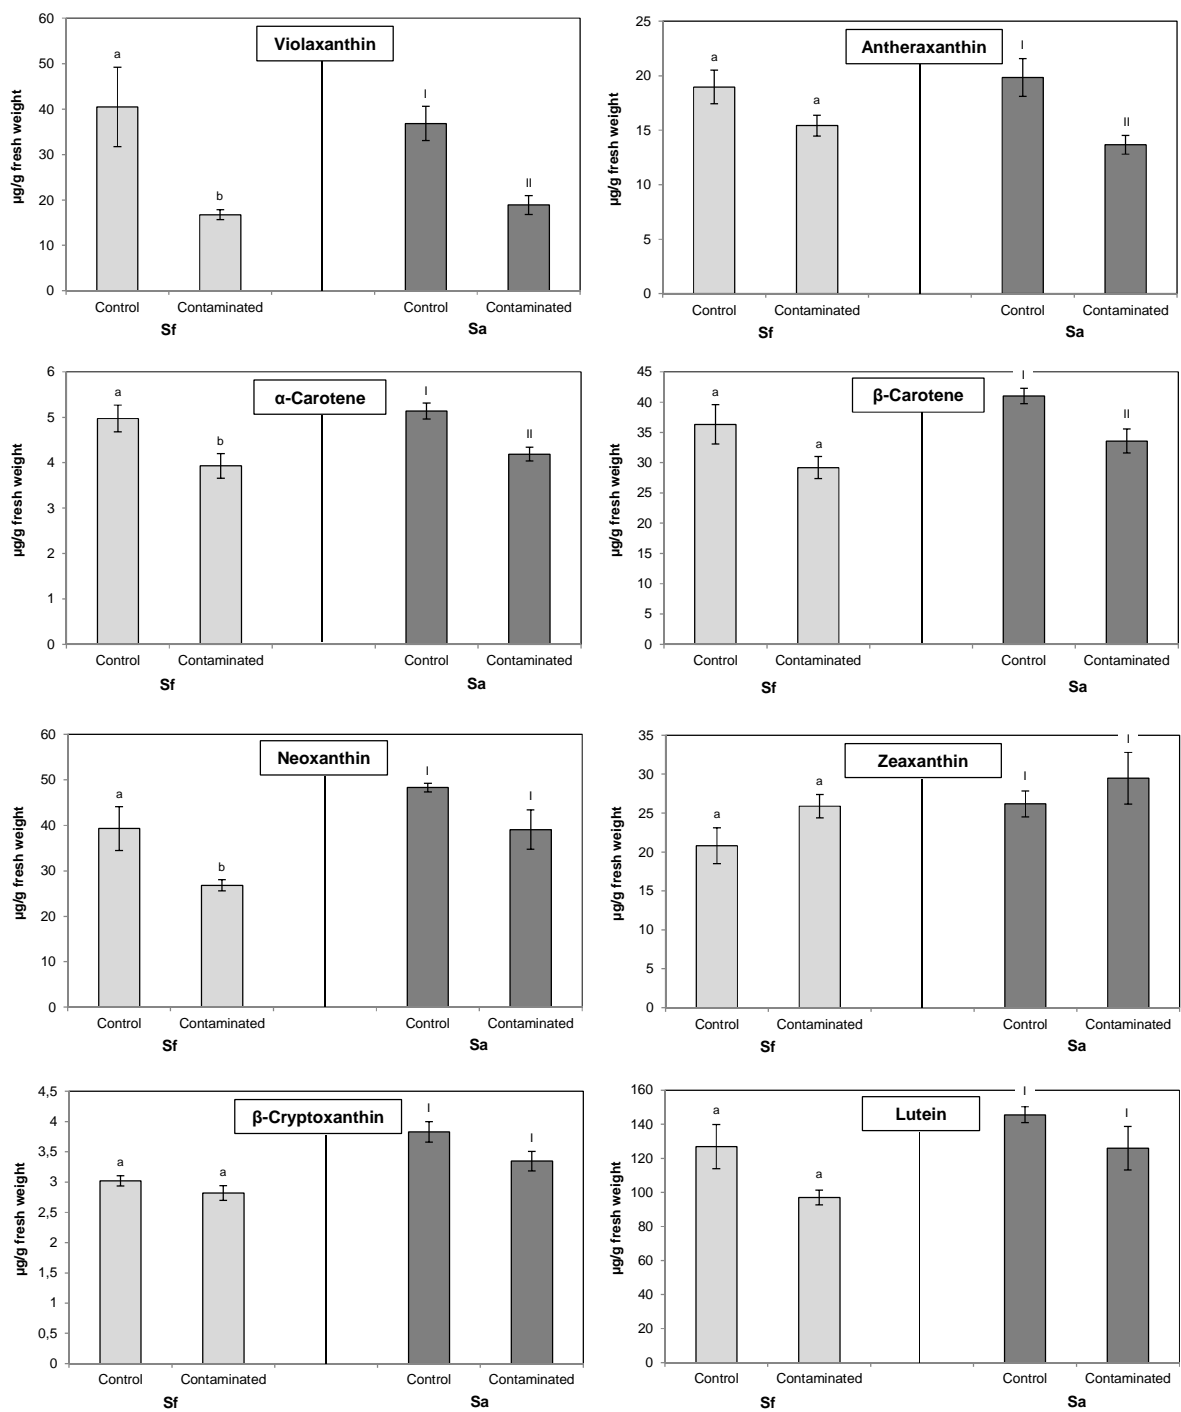 Violaxanthin
µg/g fresh weight
60
50
40
30
20
10
0
a
b
I
II
Control Contaminated Control Contaminated
Sf Sa
Antheraxanthin
µg/g fresh weight
25
20
15
10
5
0
a
a
I
II
Control Contaminated Control Contaminated
Sf Sa
α-Carotene
µg/g fresh weight
6
5
4
3
2
1
0
a
b
I
II
Control Contaminated Control Contaminated
Sf Sa
β-Carotene
µg/g fresh weight
45
40
35
30
25
20
15
10
5
0
a
a
I
II
Control Contaminated Control Contaminated
Sf Sa
Neoxanthin
µg/g fresh weight
60
50
40
30
20
10
0
a
b
I
I
Control Contaminated Control Contaminated
Sf Sa
Zeaxanthin
µg/g fresh weight
35
30
25
20
15
10
5
0
a
a
I
I
Control Contaminated Control Contaminated
Sf Sa
β-Cryptoxanthin
µg/g fresh weight
4,5
4
3,5
3
2,5
2
1,5
1
0,5
0
a
a
I
I
Control Contaminated Control Contaminated
Sf Sa
Lutein
µg/g fresh weight
160
140
120
100
80
60
40
20
0
a
a
I
I
Control Contaminated Control Contaminated
Sf Sa